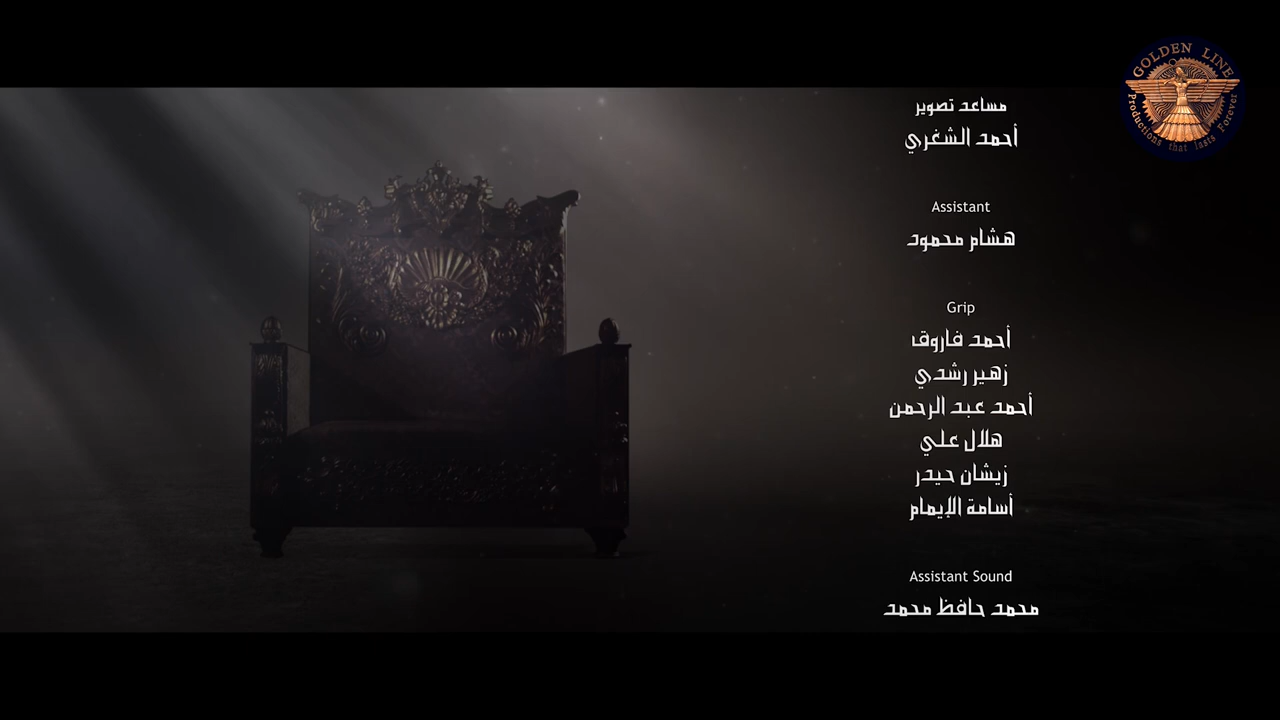 GOLDEN LINE
Productions that lasts Forever
مساعد تصوير
أحمد الشغري
Assistant
هشام محمود
Grip
أحمد فاروق
زهير رشدي
أحمد عبد الرحمن
هلال علي
زيشان حيدر
أسامة الإيمام
Assistant Sound
محمد حافظ محمد